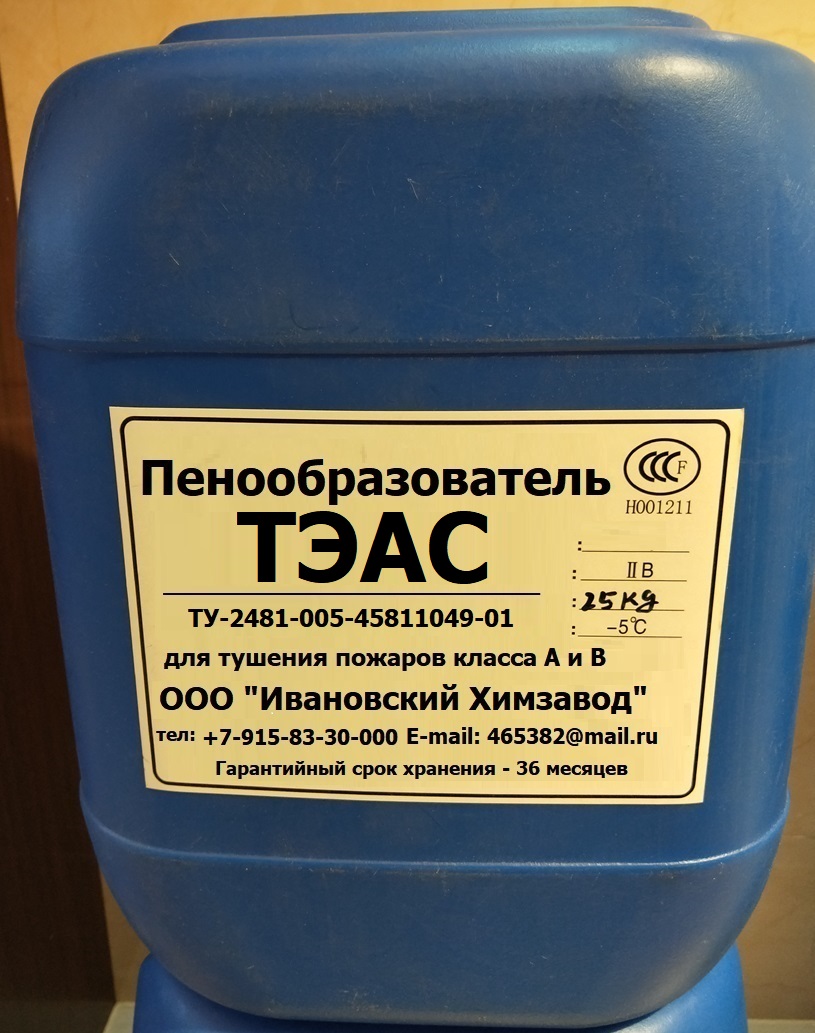 Пенообразователь
CCC F
H001211
ТЭАС
:
: ⅡB
: 25Kg
: -5℃
ТУ-2481-005-45811049-01
для тушения пожаров класса А и В
ООО "Ивановский Химзавод"
тел: +7-915-83-30-000 E-mail: 465382@mail.ru
Гарантийный срок хранения - 36 месяцев